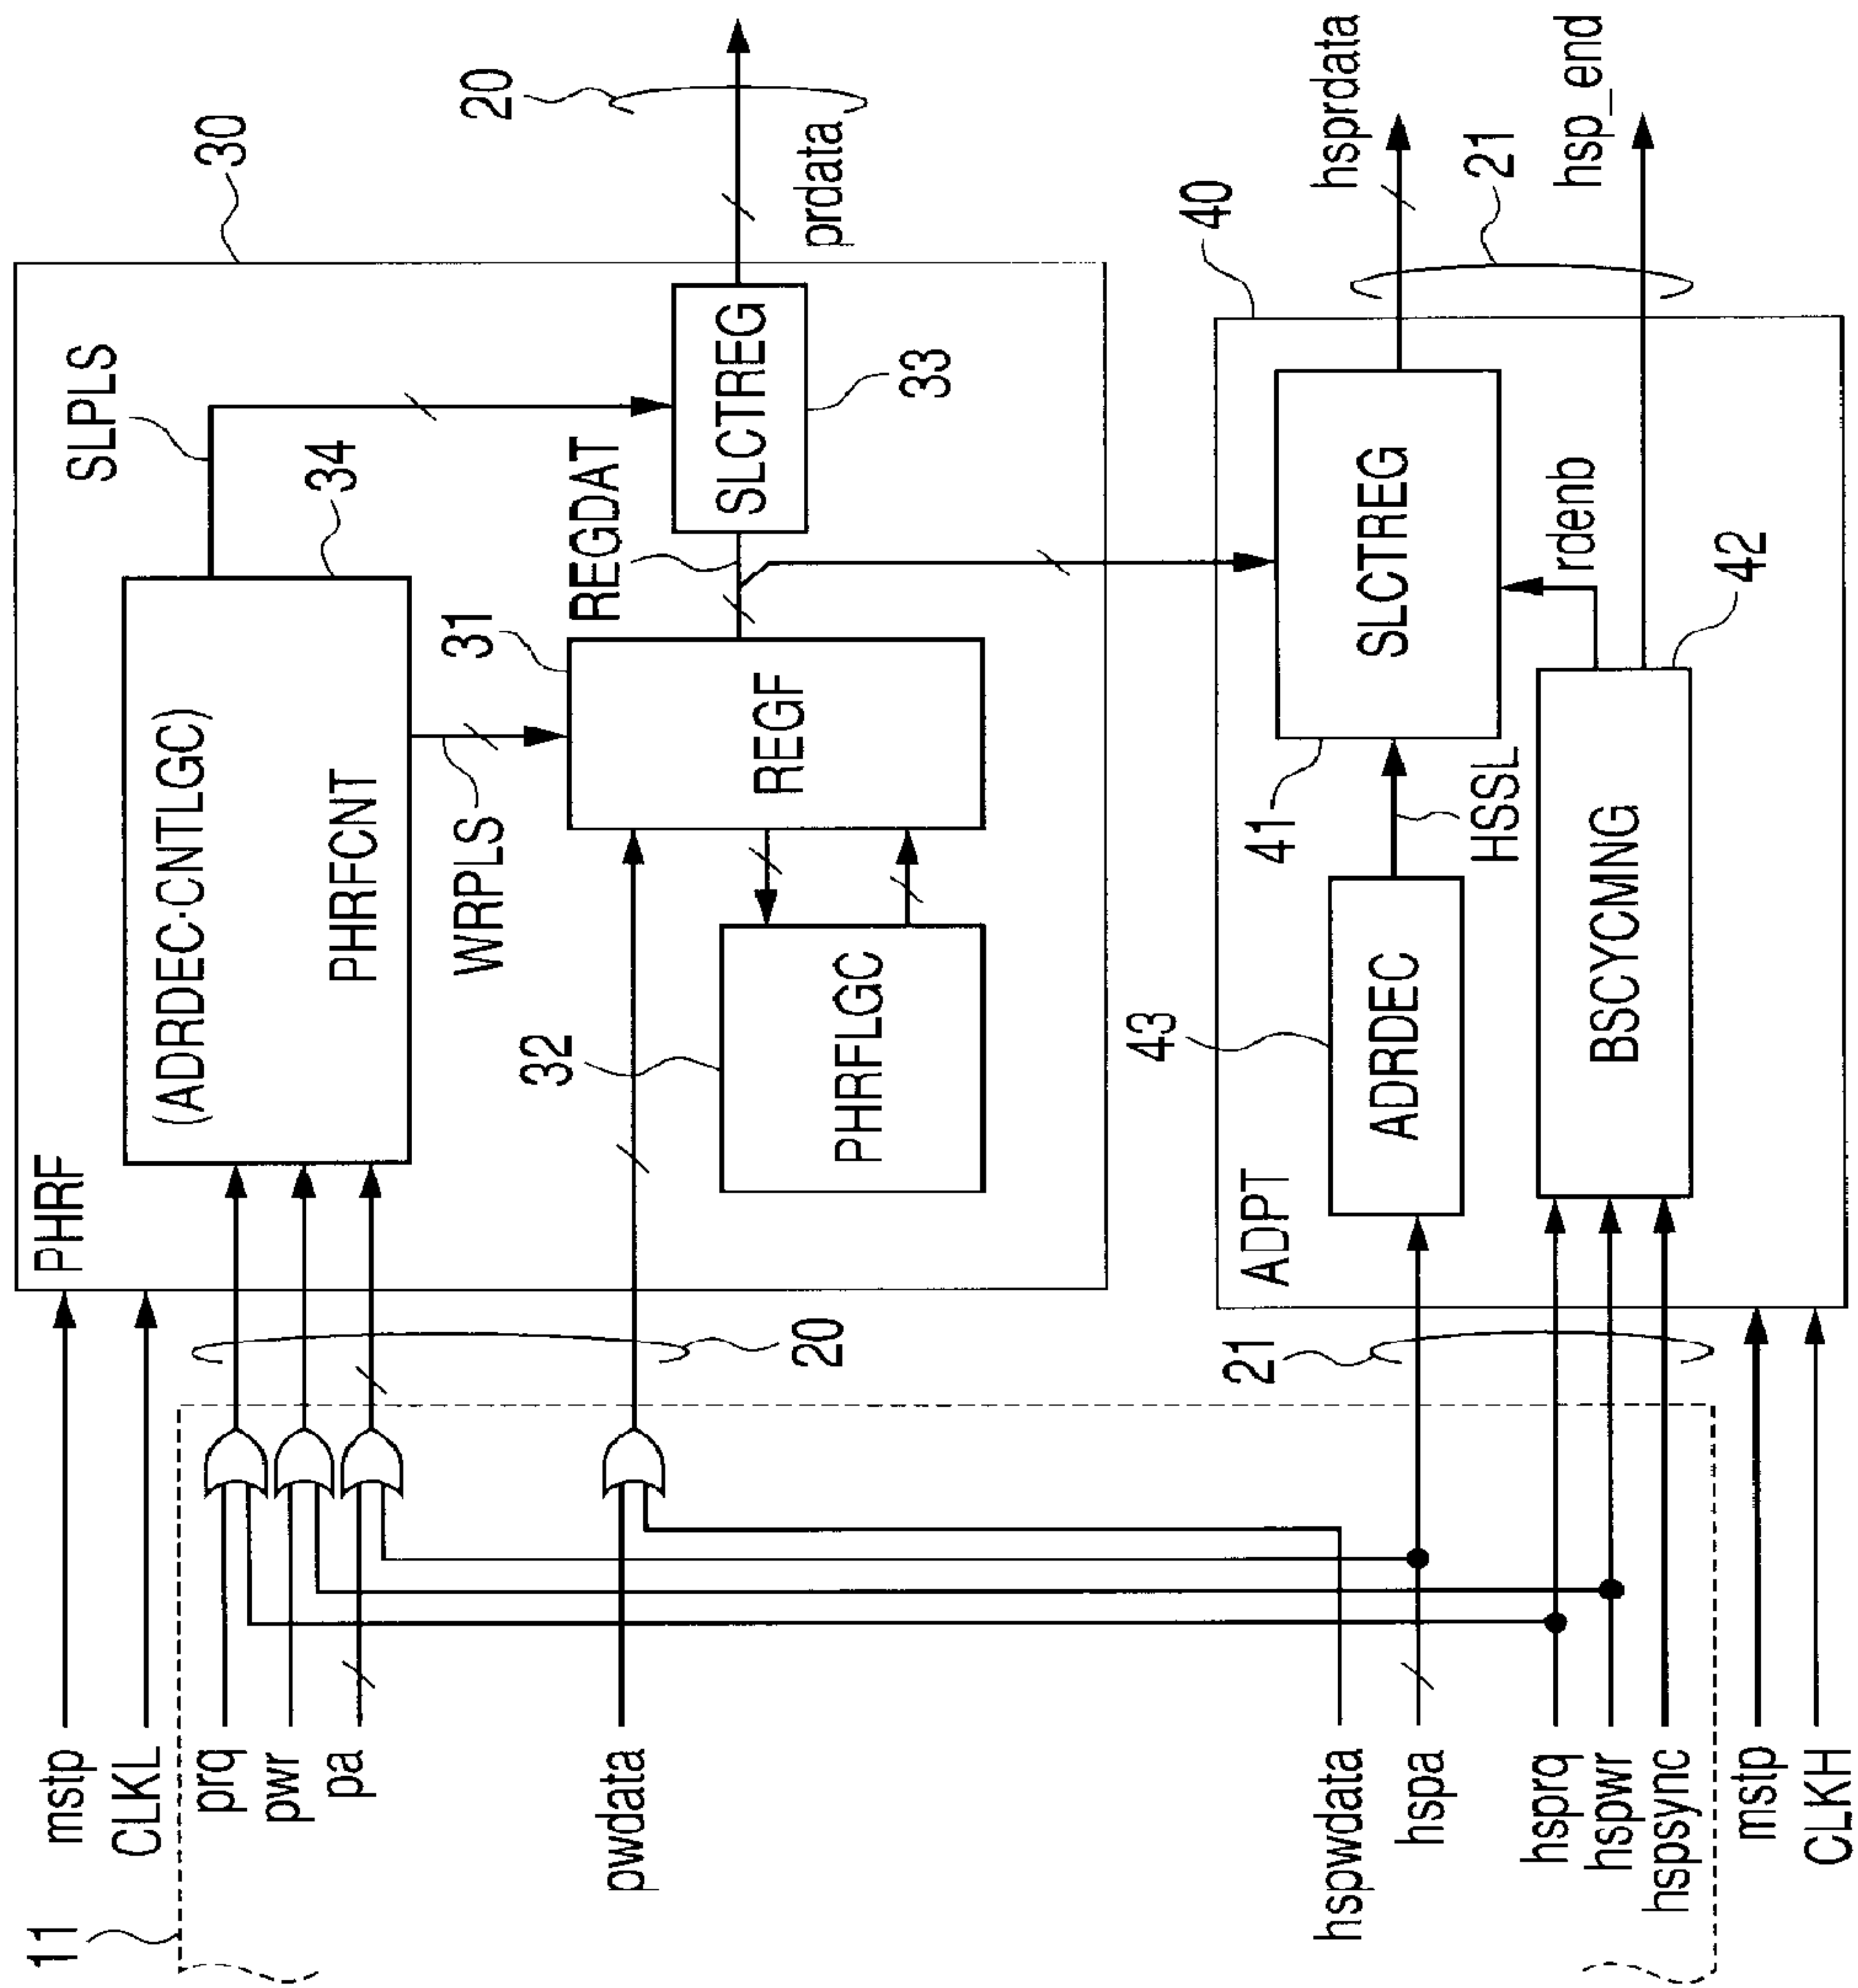 11
mstp
CLKL
prq
pwr
pa
pwdata
hspwdata
hspa
hsprq
hspwr
hspsync
mstp
CLKH
20
21
PHRF
30
(ADRDEC·CNTLGC)
PHRFCNT
34
SLPLS
WRPLS
31
REGF
32
PHRFLGC
REGDAT
SLCTREG
33
20
prdata
ADPT
40
43
ADRDEC
HSSL
41
SLCTREG
rdenb
BSCYCMNG
42
21
hsprdata
hsp_end